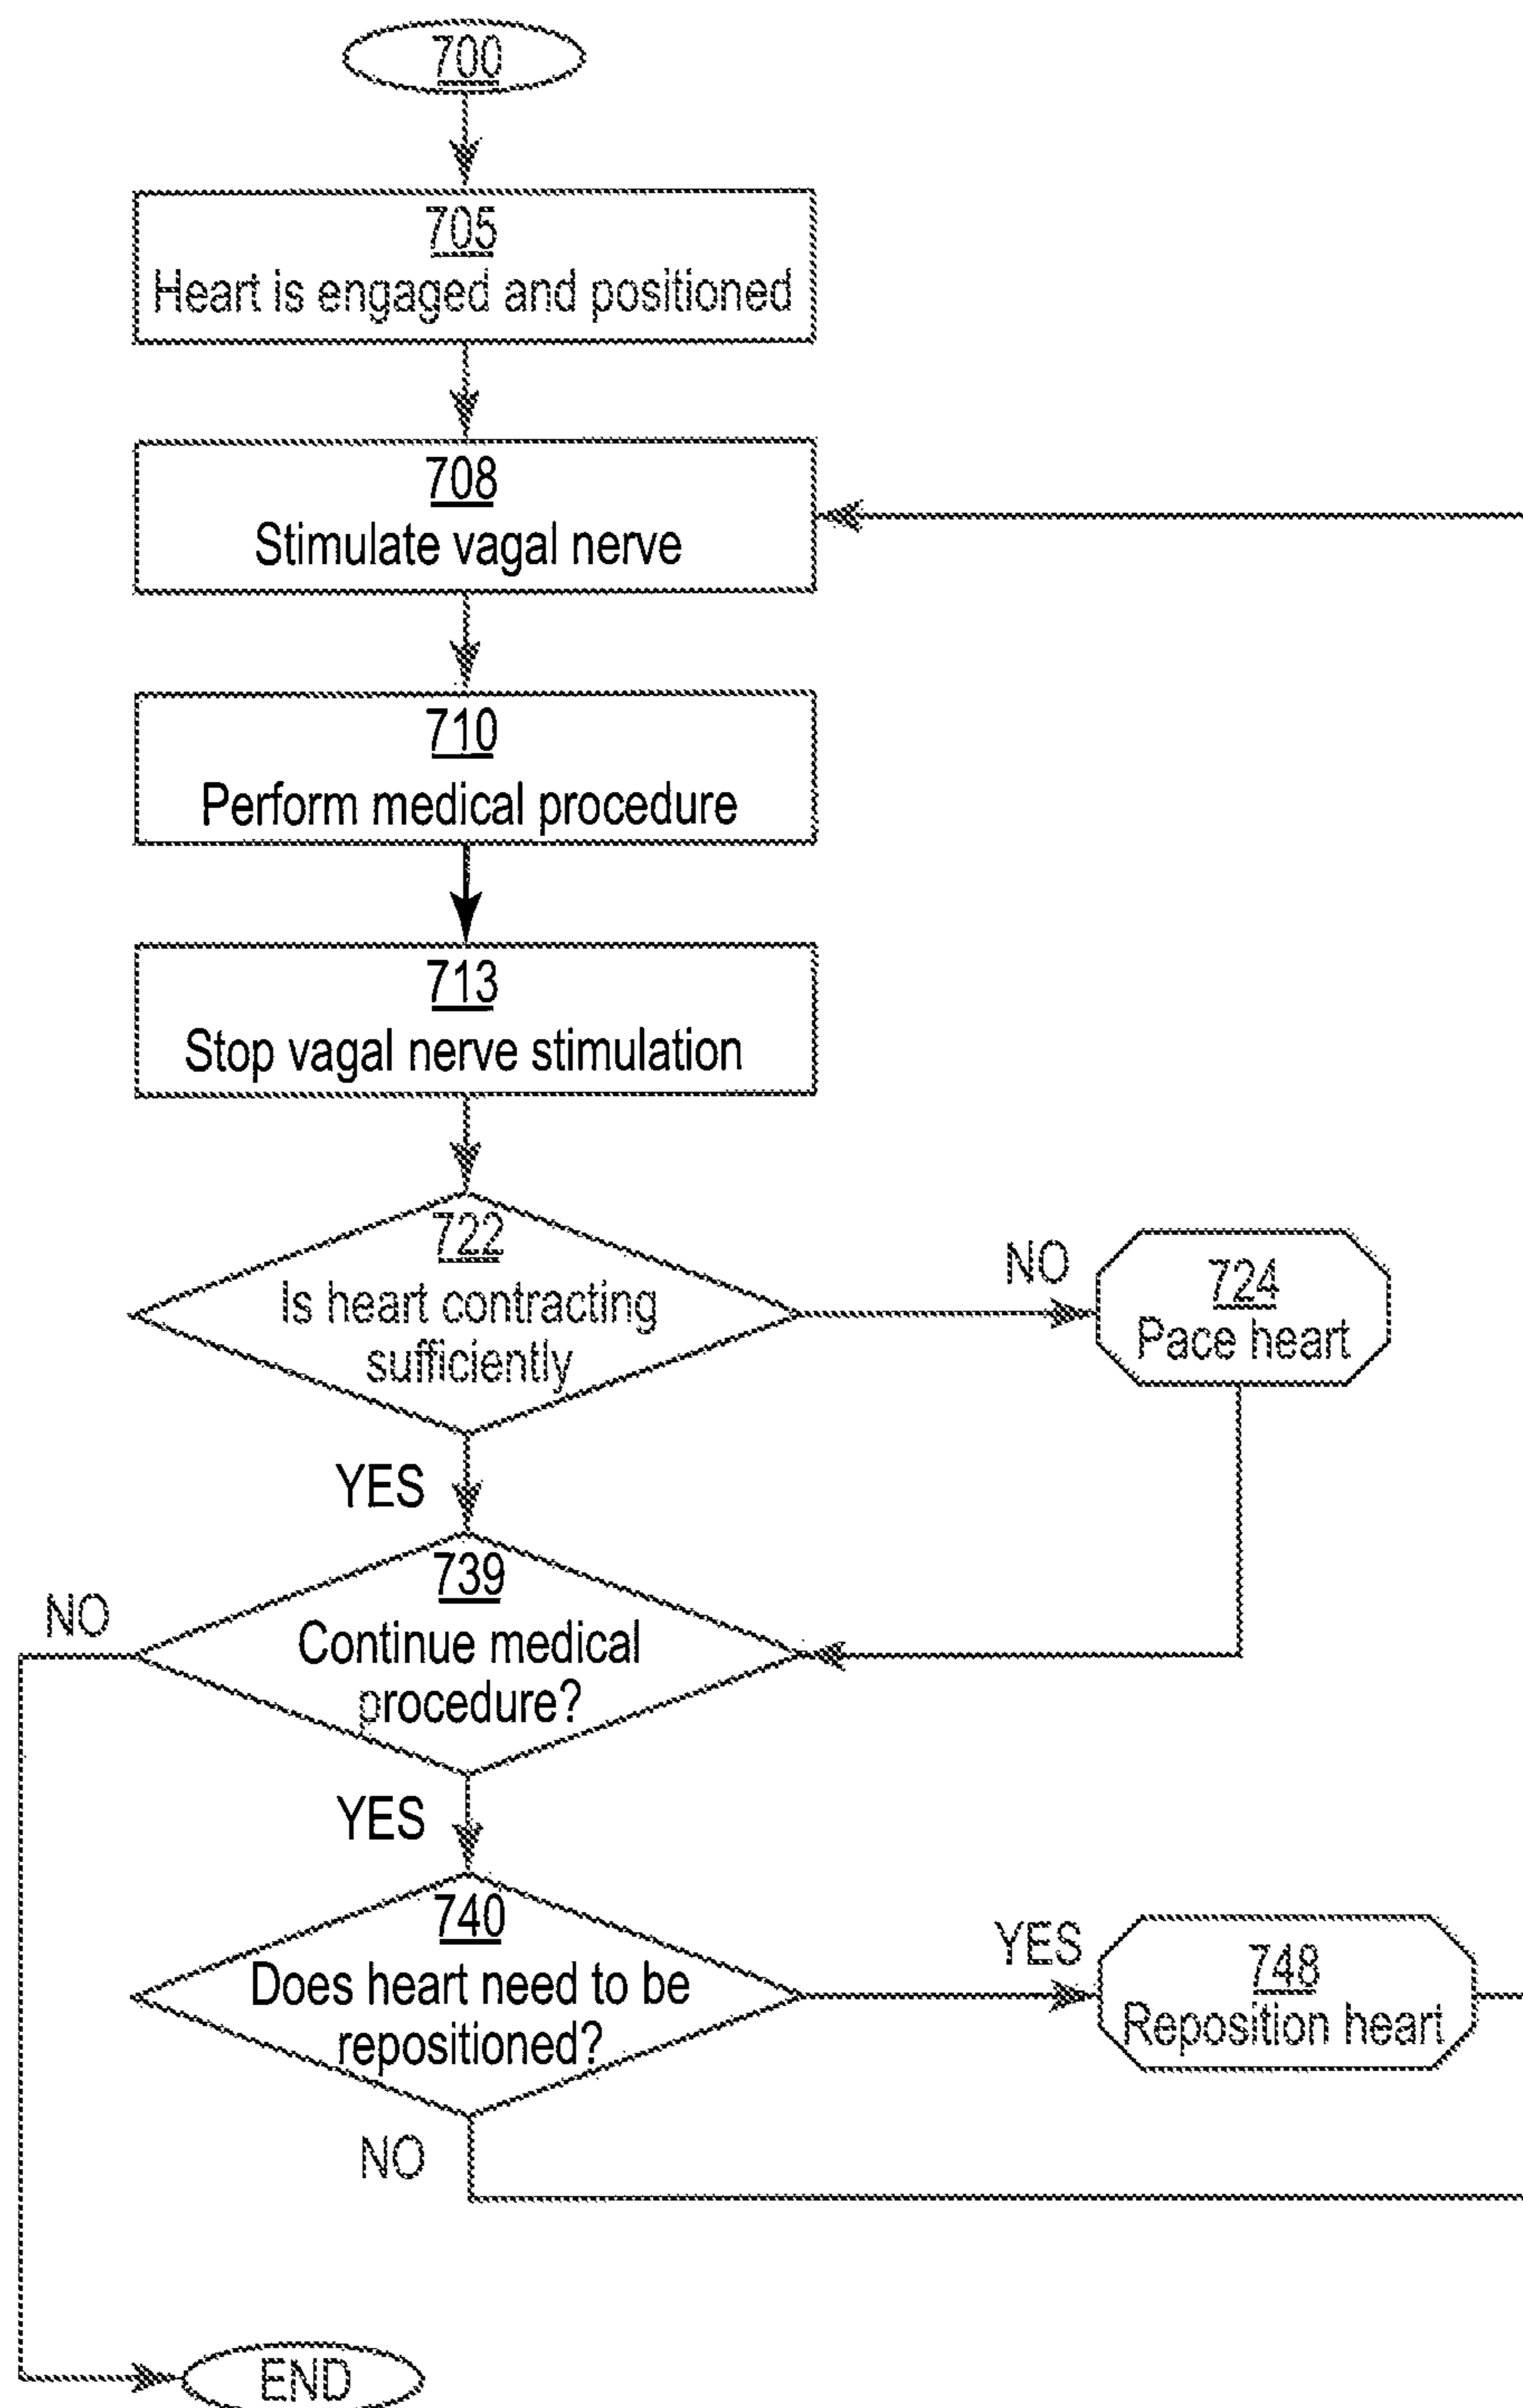 700
705
Heart is engaged and positioned
708
Stimulate vagal nerve
710
Perform medical procedure
713
Stop vagal nerve stimulation
722
Is heart contracting
sufficiently
NO
724
Pace heart
YES
739
Continue medical
procedure?
NO
YES
740
Does heart need to be
repositioned?
YES
748
Reposition heart
NO
END